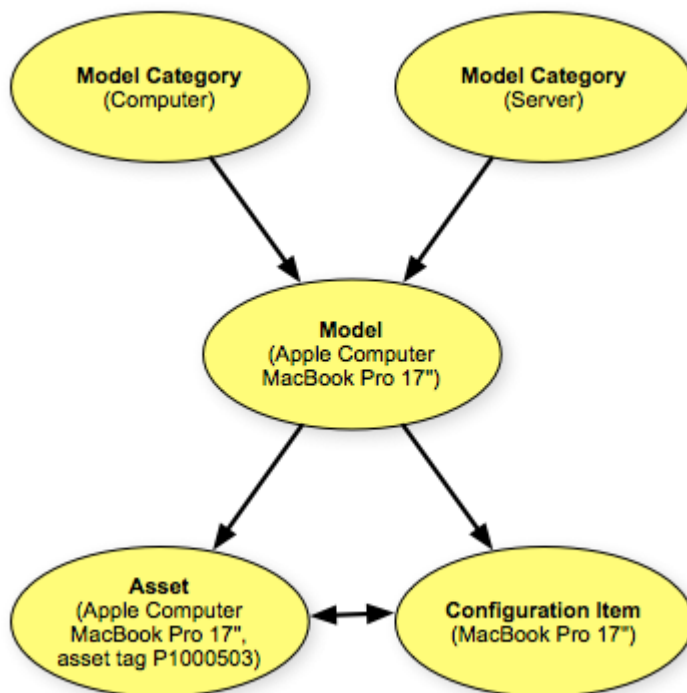 Model Category
(Computer)
Model Category
(Server)
Model
(Apple Computer
MacBook Pro 17")
Asset
(Apple Computer
MacBook Pro 17",
asset tag P1000503)
Configuration Item
(MacBook Pro 17")